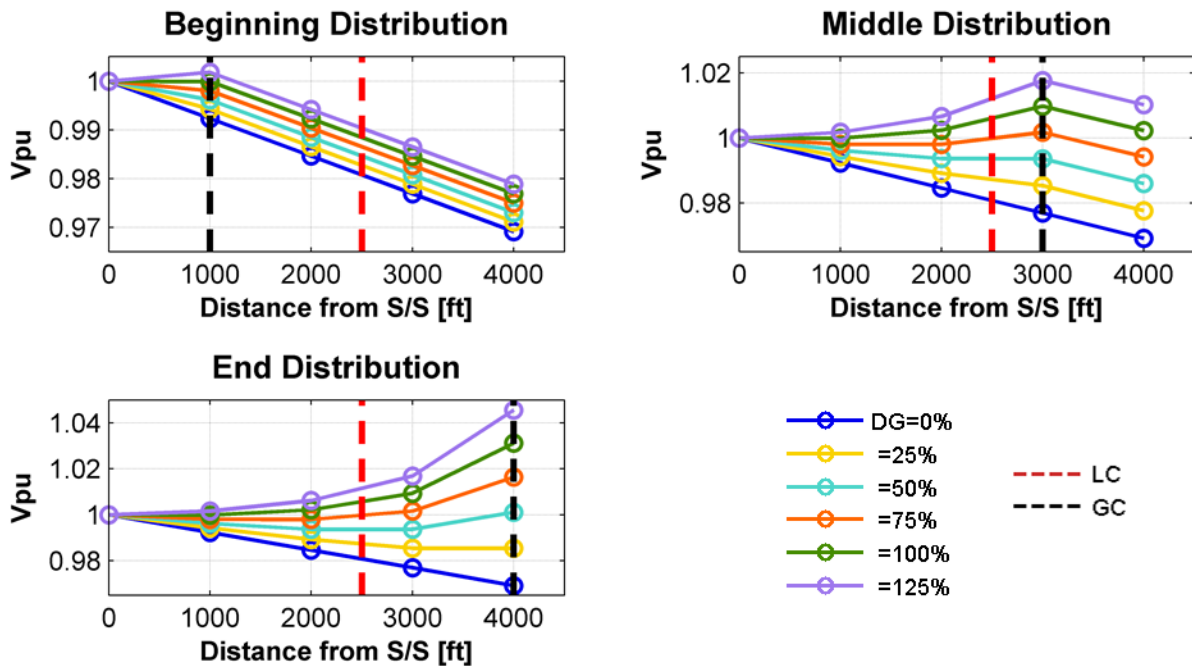 Beginning Distribution
Vpu
1
0.99
0.98
0.97
0 1000 2000 3000 4000
Distance from S/S [ft]
Middle Distribution
Vpu
1.02
1
0.98
0 1000 2000 3000 4000
Distance from S/S [ft]
End Distribution
Vpu
1.04
1.02
1
0.98
0 1000 2000 3000 4000
Distance from S/S [ft]
DG=0%
=25%
=50%
=75%
=100%
=125%
LC
GC